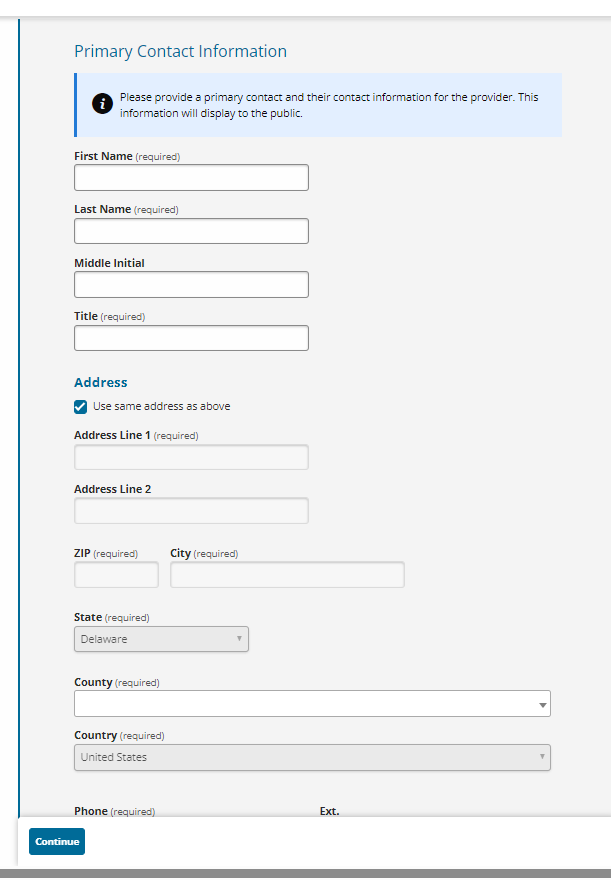 Primary Contact Information
Please provide a primary contact and their contact information for the provider. This
information will display to the public.
First Name (required)
Last Name (required)
Middle Initial
Title (required)
Address
Use same address as above
Address Line 1 (required)
Address Line 2
ZIP (required) City (required)
State (required)
Delaware
County (required)
Country (required)
United States
Phone (required) Ext.
Continue